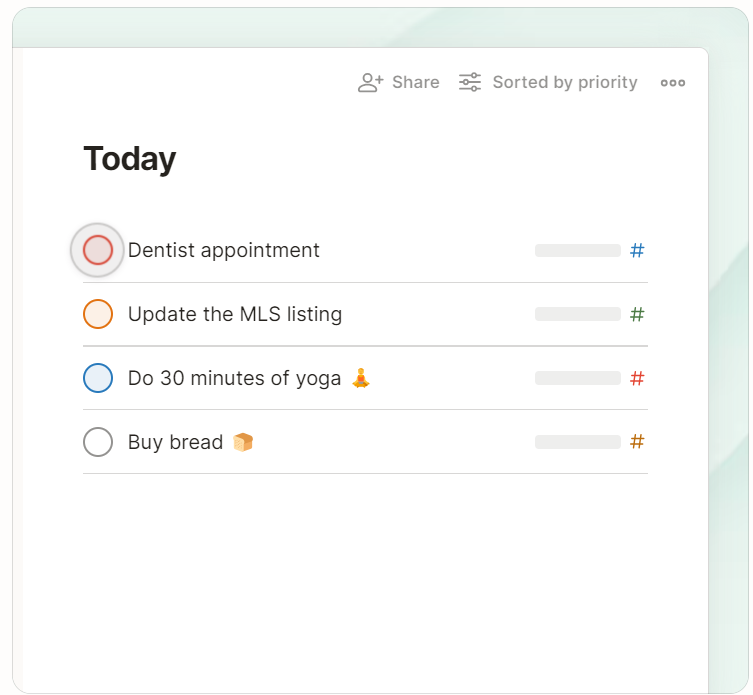 Share Sorted by priority
Today
Dentist appointment #
Update the MLS listing #
Do 30 minutes of yoga 🧘 #
Buy bread 🍞 #